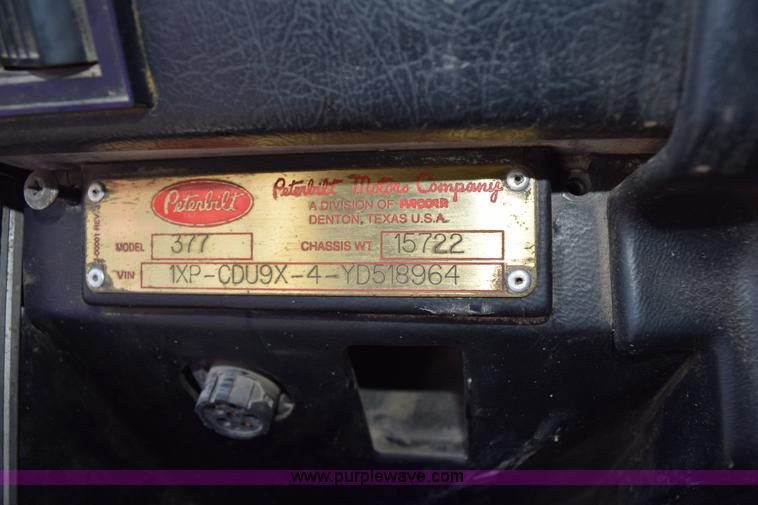 Peterbilt
Peterbilt Motors Company
A DIVISION OF PACCAR
DENTON, TEXAS U.S.A.
MODEL 377 CHASSIS WT 15722
VIN 1XP-CDU9X-4-YD518964
www.purplewave.com